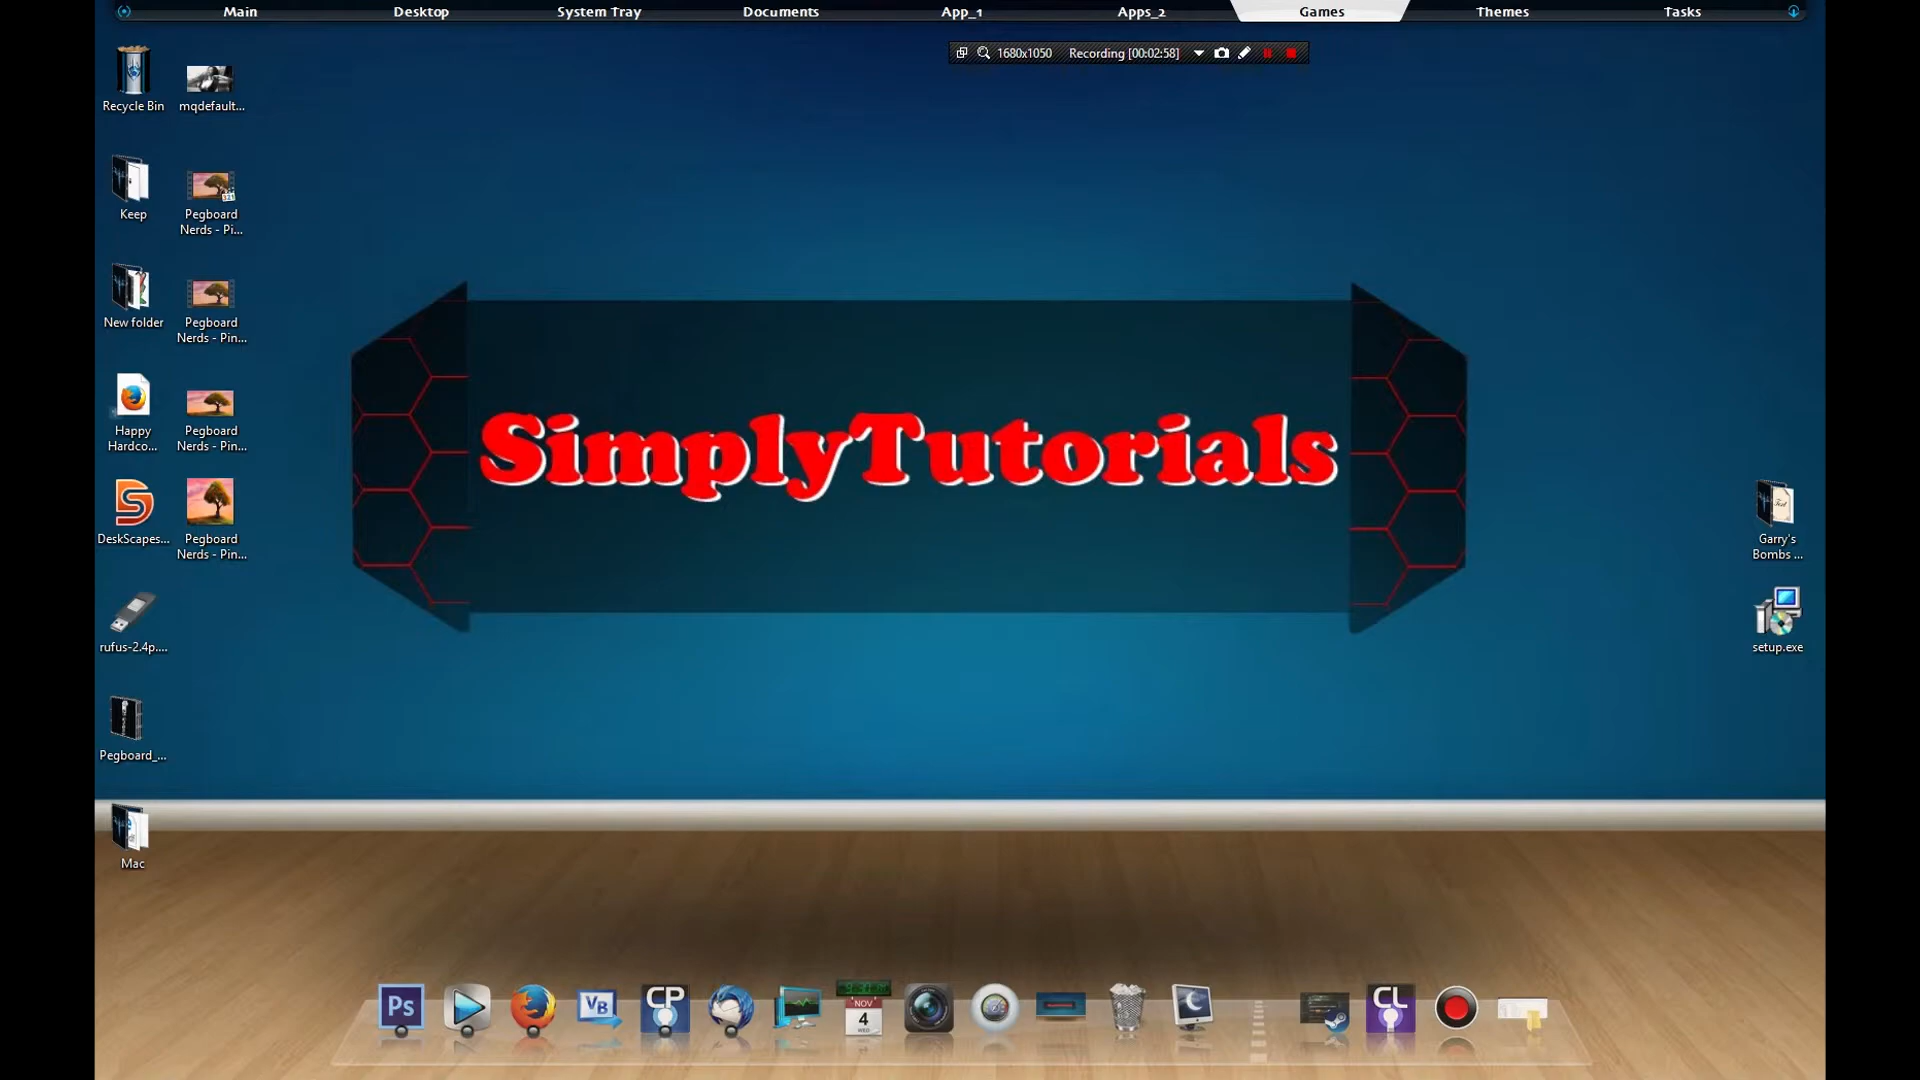 Main Desktop System Tray Documents App_1 Apps_2 Games Themes Tasks
1680x1050 Recording [00:02:58]
Recycle Bin
mqdefault...
Keep
Pegboard
Nerds - Pi...
New folder
Pegboard
Nerds - Pin...
Happy
Hardco...
Pegboard
Nerds - Pin...
SimplyTutorials
DeskScapes...
Pegboard
Nerds - Pin...
Garry's
Bombs ...
rufus-2.4p....
setup.exe
Pegboard_...
Mac
Ps
VB
CP
NOV
4
WED
CL